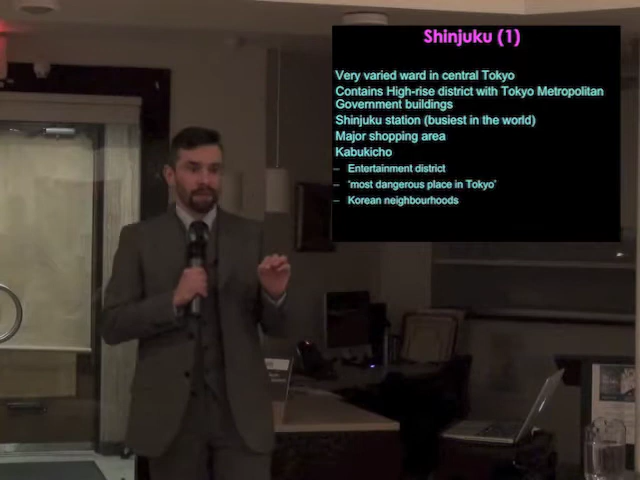 Shinjuku (1)
Very varied ward in central Tokyo
Contains High-rise district with Tokyo Metropolitan
Government buildings
Shinjuku station (busiest in the world)
Major shopping area
Kabukicho
– Entertainment district
– 'most dangerous place in Tokyo'
– Korean neighbourhoods